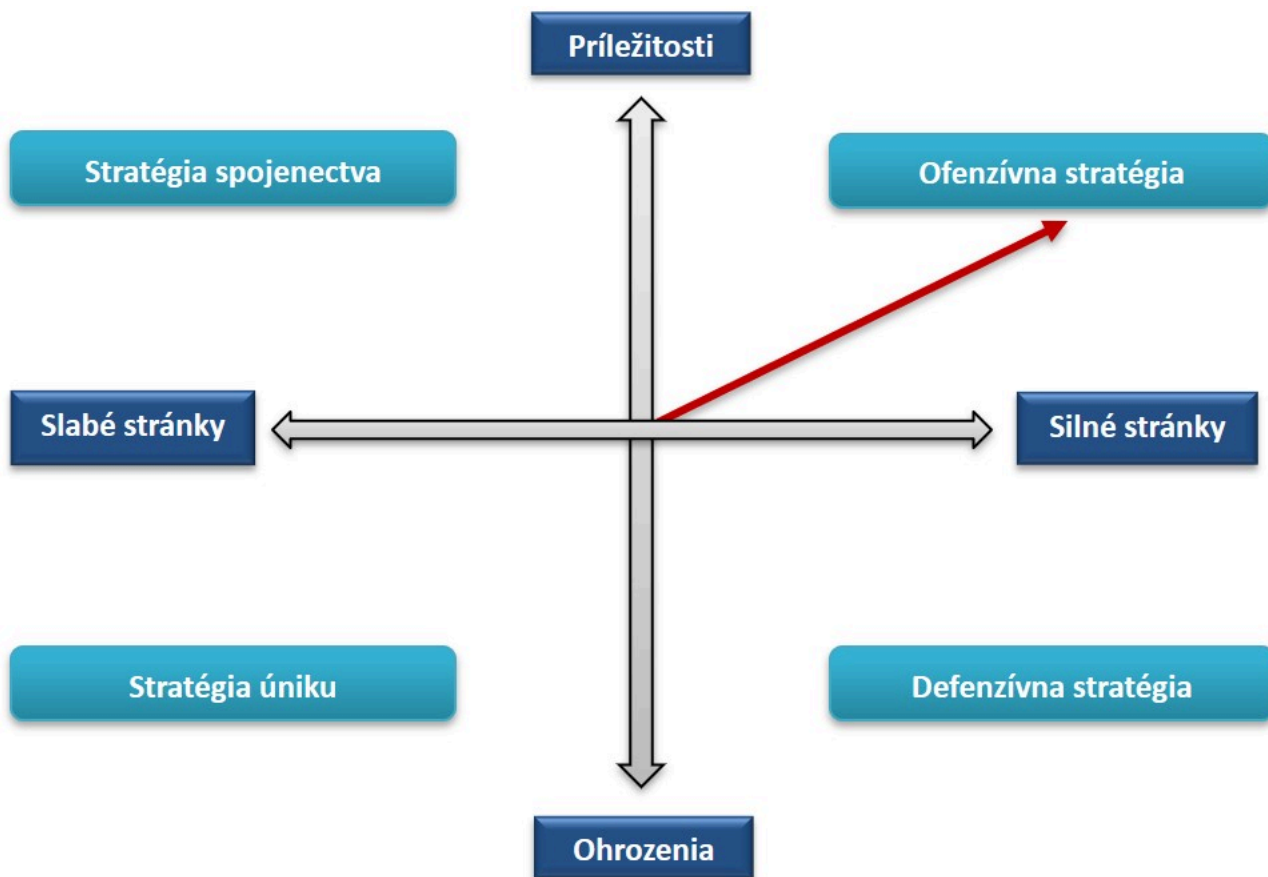 Príležitosti
Stratégia spojenectva
Ofenzívna stratégia
Slabé stránky
Silné stránky
Stratégia úniku
Defenzívna stratégia
Ohrozenia